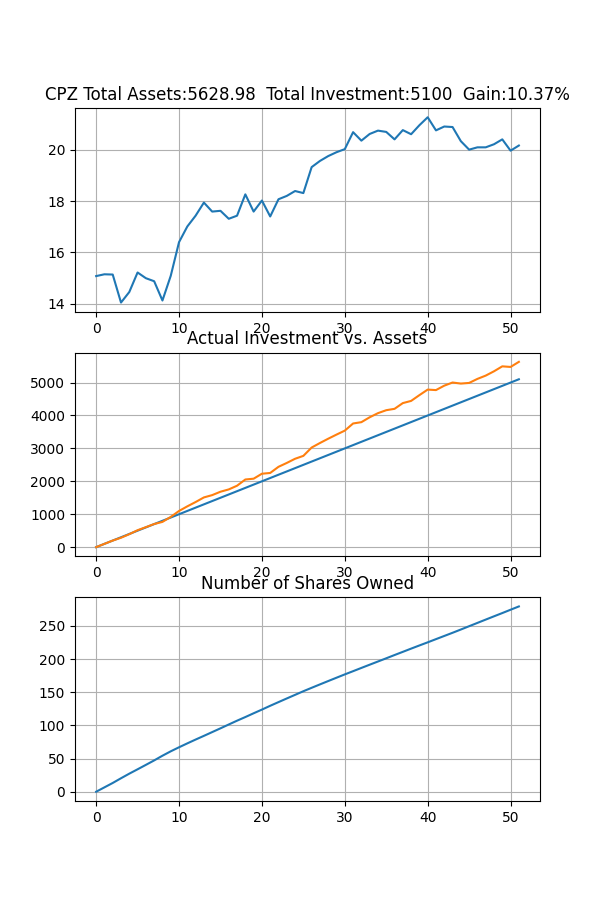 CPZ Total Assets:5628.98  Total Investment:5100  Gain:10.37%
20
18
16
14
0 10 20 30 40 50
Actual Investment vs. Assets
5000
4000
3000
2000
1000
0
0 10 20 30 40 50
Number of Shares Owned
250
200
150
100
50
0
0 10 20 30 40 50